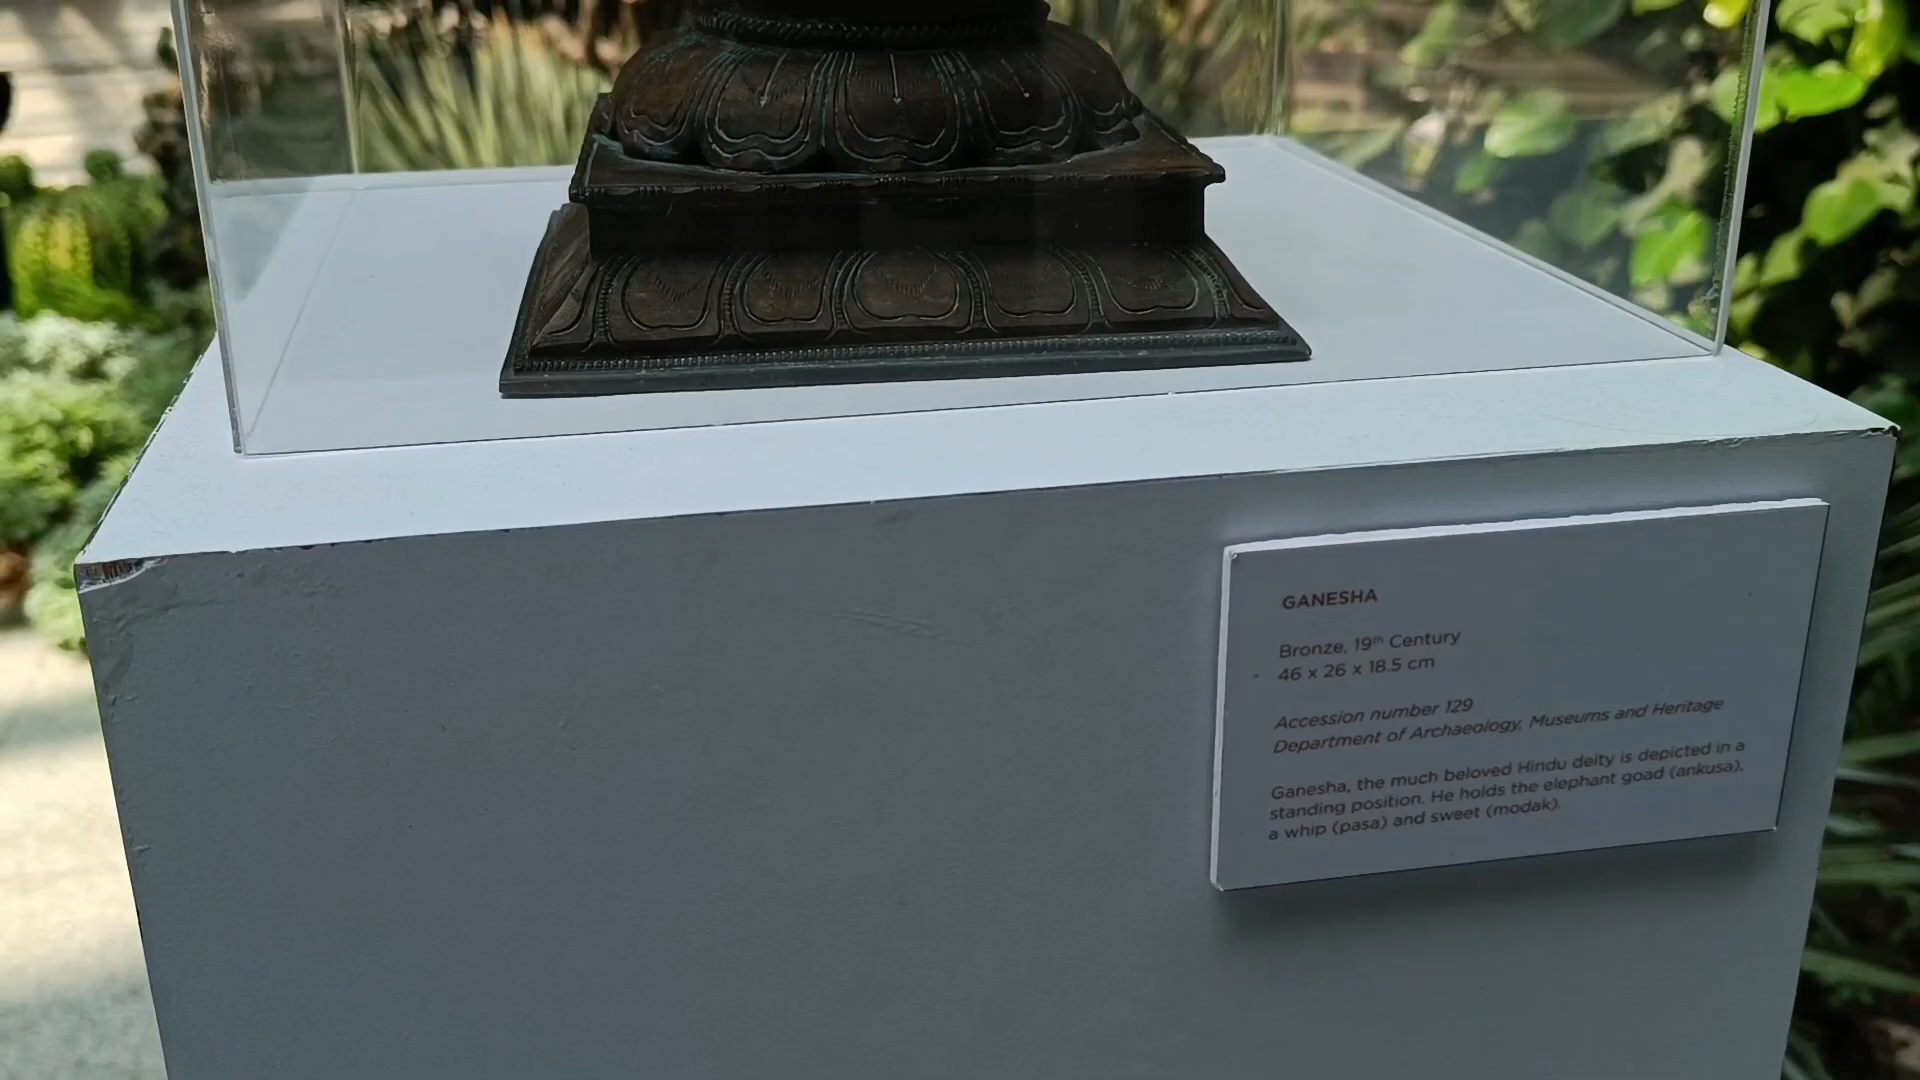 GANESHA
Bronze, 19th Century
46 x 26 x 18.5 cm
Accession number 129
Department of Archaeology, Museums and Heritage
Ganesha, the much beloved Hindu deity is depicted in a
standing position. He holds the elephant goad (ankusa),
a whip (pasa) and sweet (modak).